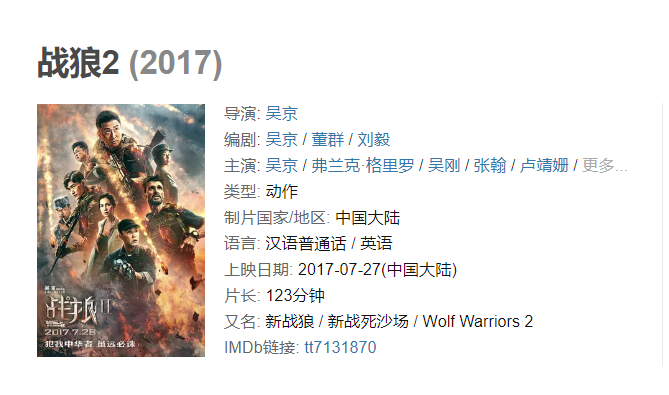 战狼2 (2017)
导演: 吴京
编剧: 吴京 / 董群 / 刘毅
主演: 吴京 / 弗兰克·格里罗 / 吴刚 / 张翰 / 卢靖姗 / 更多...
类型: 动作
制片国家/地区: 中国大陆
语言: 汉语普通话 / 英语
上映日期: 2017-07-27(中国大陆)
片长: 123分钟
又名: 新战狼 / 新战死沙场 / Wolf Warriors 2
IMDb链接: tt7131870
战狼II
2017.7.28
犯我中华者 虽远必诛